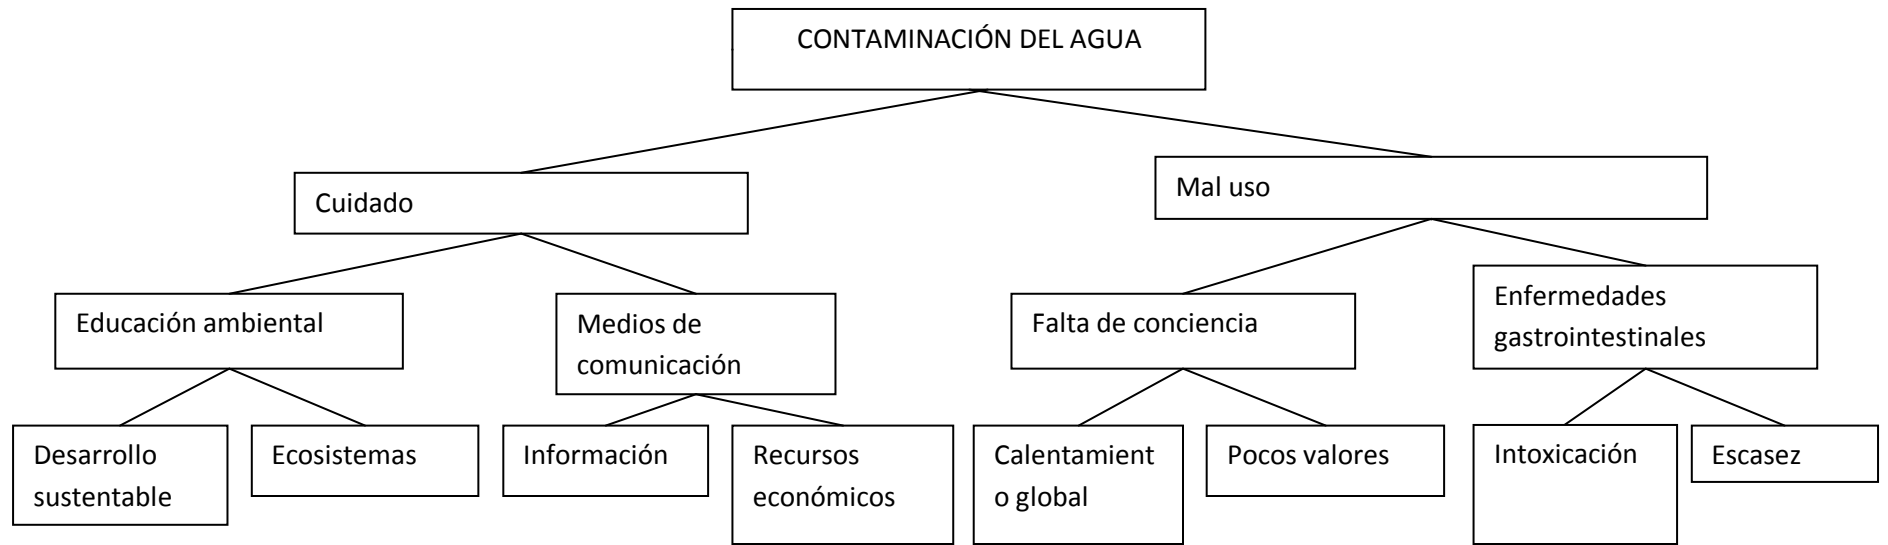 CONTAMINACIÓN DEL AGUA
Cuidado
Mal uso
Educación ambiental
Medios de
comunicación
Falta de conciencia
Enfermedades
gastrointestinales
Desarrollo
sustentable
Ecosistemas
Información
Recursos
económicos
Calentamient
o global
Pocos valores
Intoxicación
Escasez